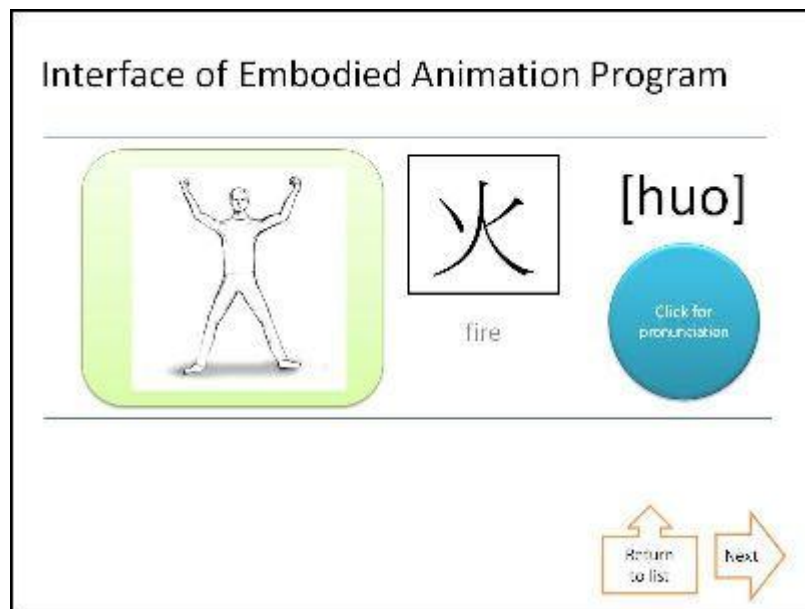 Interface of Embodied Animation Program
火
[huo]
fire
Click for
pronunciation
Return
to list
Next